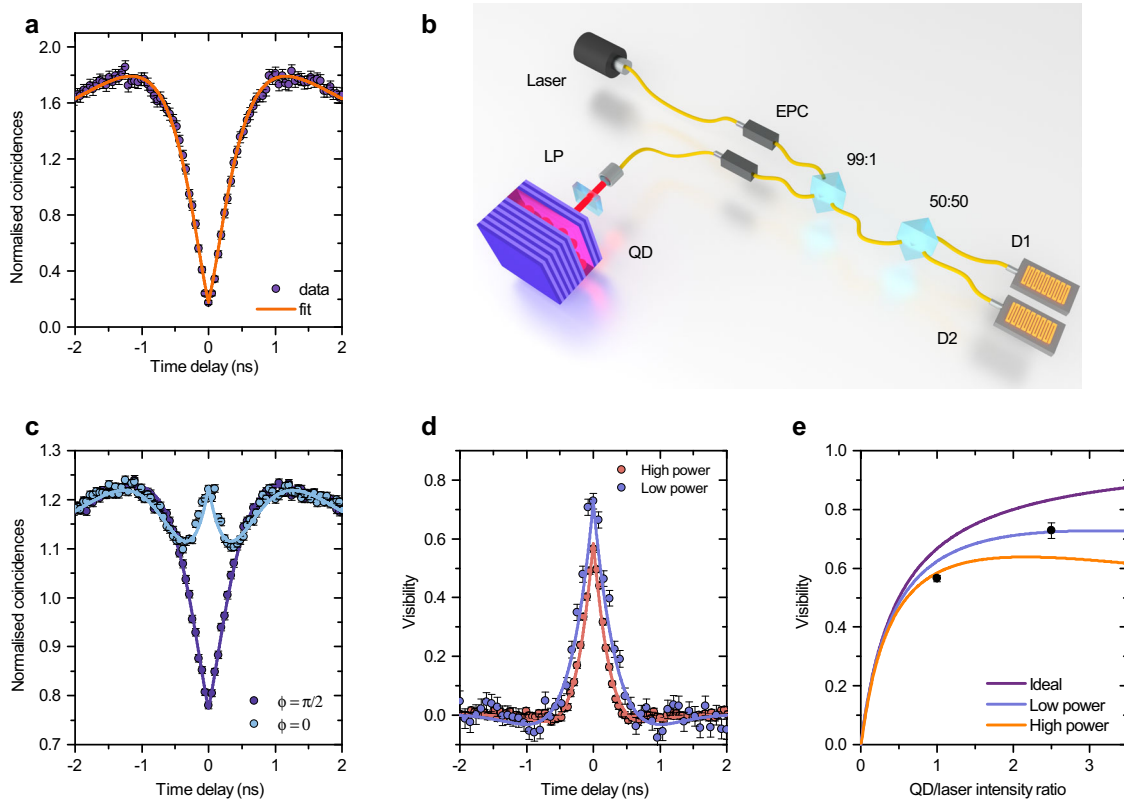 a
2.0
1.6
1.2
0.8
0.4
0.0
Normalised coincidences
data
fit
-2 -1 0 1 2
Time delay (ns)
b
Laser
EPC
LP
99:1
50:50
QD
D1
D2
c
1.3
1.2
1.1
1.0
0.9
0.8
0.7
Normalised coincidences
ϕ = π/2
ϕ = 0
-2 -1 0 1 2
Time delay (ns)
d
0.8
0.6
0.4
0.2
0.0
Visibility
High power
Low power
-2 -1 0 1 2
Time delay (ns)
e
1.0
0.8
0.6
0.4
0.2
0.0
Visibility
Ideal
Low power
High power
0 1 2 3
QD/laser intensity ratio